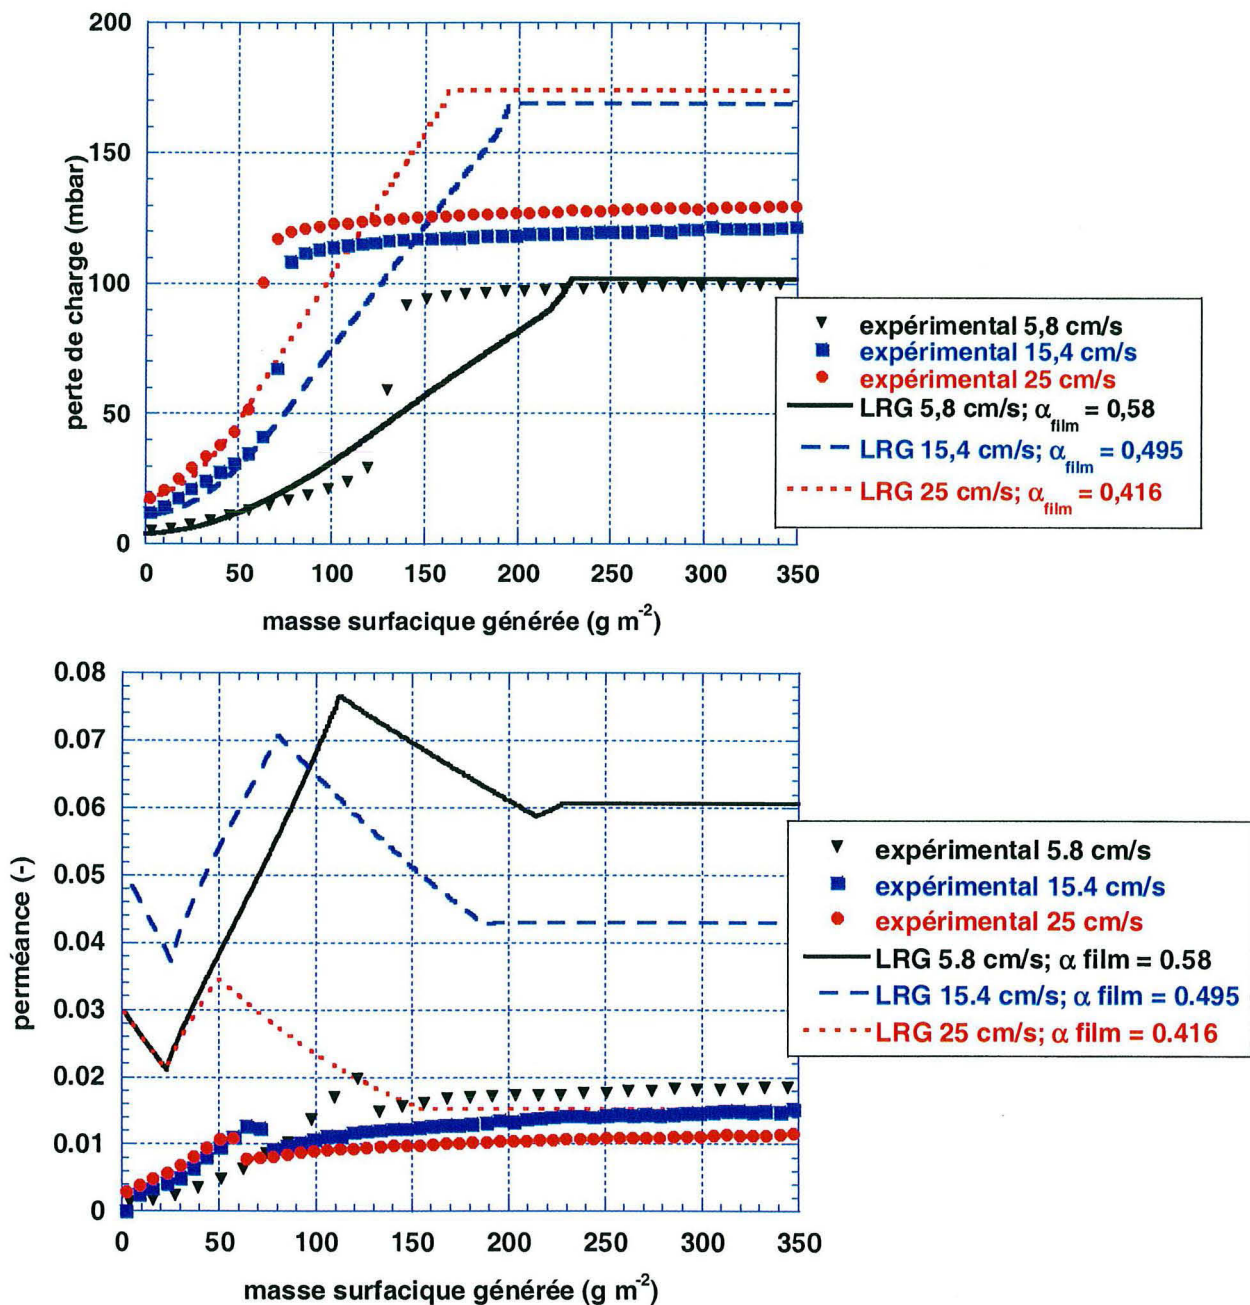 200
150
100
50
0
perte de charge (mbar)
0 50 100 150 200 250 300 350
masse surfacique générée (g m-2)
expérimental 5,8 cm/s
expérimental 15,4 cm/s
expérimental 25 cm/s
LRG 5,8 cm/s; αfilm = 0,58
LRG 15,4 cm/s; αfilm = 0,495
LRG 25 cm/s; αfilm = 0,416
0.08
0.07
0.06
0.05
0.04
0.03
0.02
0.01
0
perméance (-)
0 50 100 150 200 250 300 350
masse surfacique générée (g m-2)
expérimental 5.8 cm/s
expérimental 15.4 cm/s
expérimental 25 cm/s
LRG 5.8 cm/s; α film = 0.58
LRG 15.4 cm/s; α film = 0.495
LRG 25 cm/s; α film = 0.416